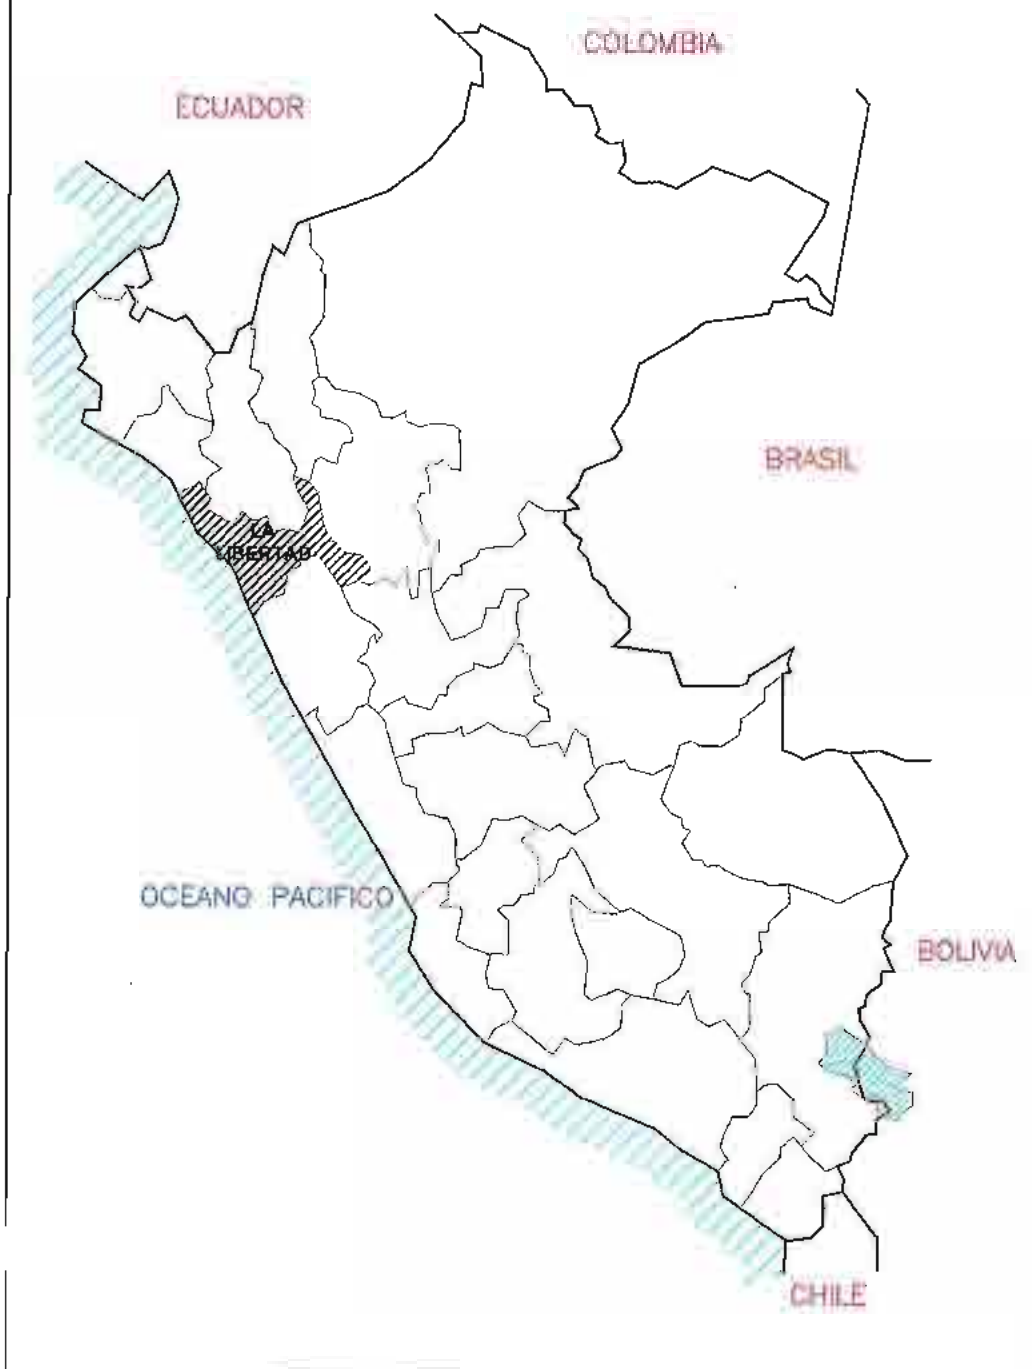 COLOMBIA
ECUADOR
BRASIL
LA
LIBERTAD
OCEANO PACIFICO
BOLIVIA
CHILE